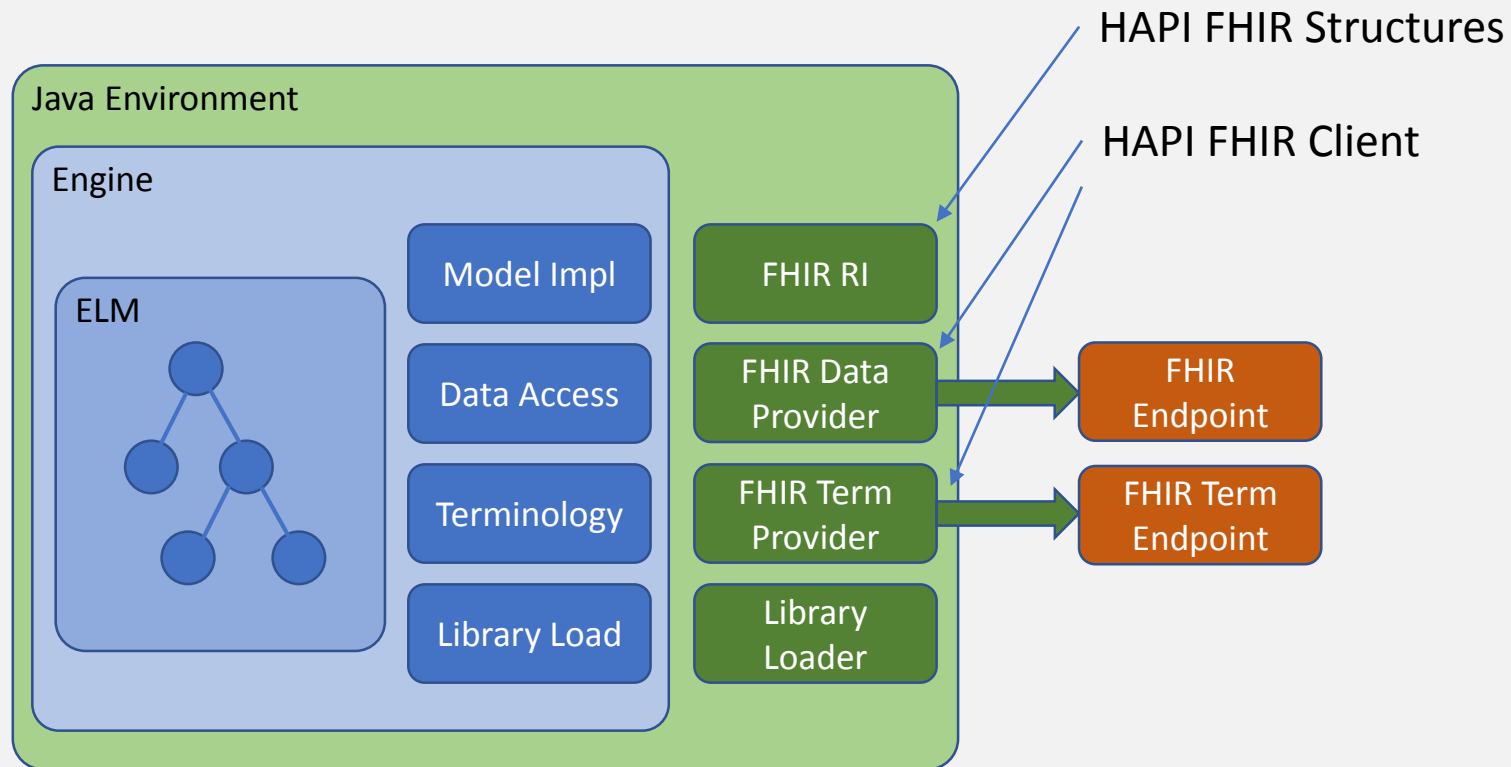 HAPI FHIR Structures
Java Environment
HAPI FHIR Client
Engine
Model Impl
FHIR RI
ELM
Data Access
FHIR Data
Provider
FHIR
Endpoint
Terminology
FHIR Term
Provider
FHIR Term
Endpoint
Library Load
Library
Loader